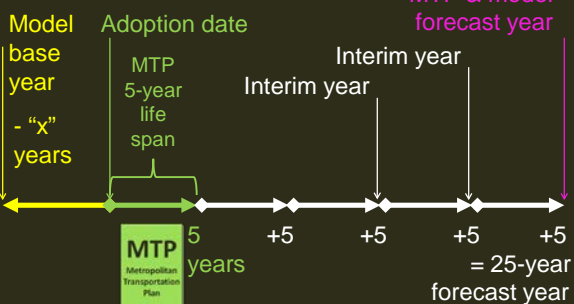 Model
base
year
- “x”
years
Adoption date
MTP
5-year
life
span
Interim year
Interim year
forecast year
MTP
Metropolitan
Transportation
Plan
5
years
+5
+5
+5
+5
= 25-year
forecast year